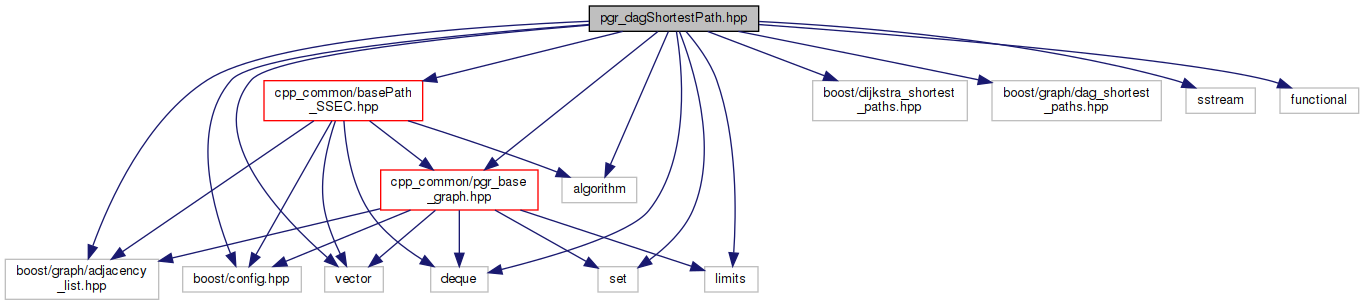 pgr_dagShortestPath.hpp
cpp_common/basePath
_SSEC.hpp
boost/dijkstra_shortest
_paths.hpp
boost/graph/dag_shortest
_paths.hpp
sstream
functional
cpp_common/pgr_base
_graph.hpp
algorithm
boost/graph/adjacency
_list.hpp
boost/config.hpp
vector
deque
set
limits